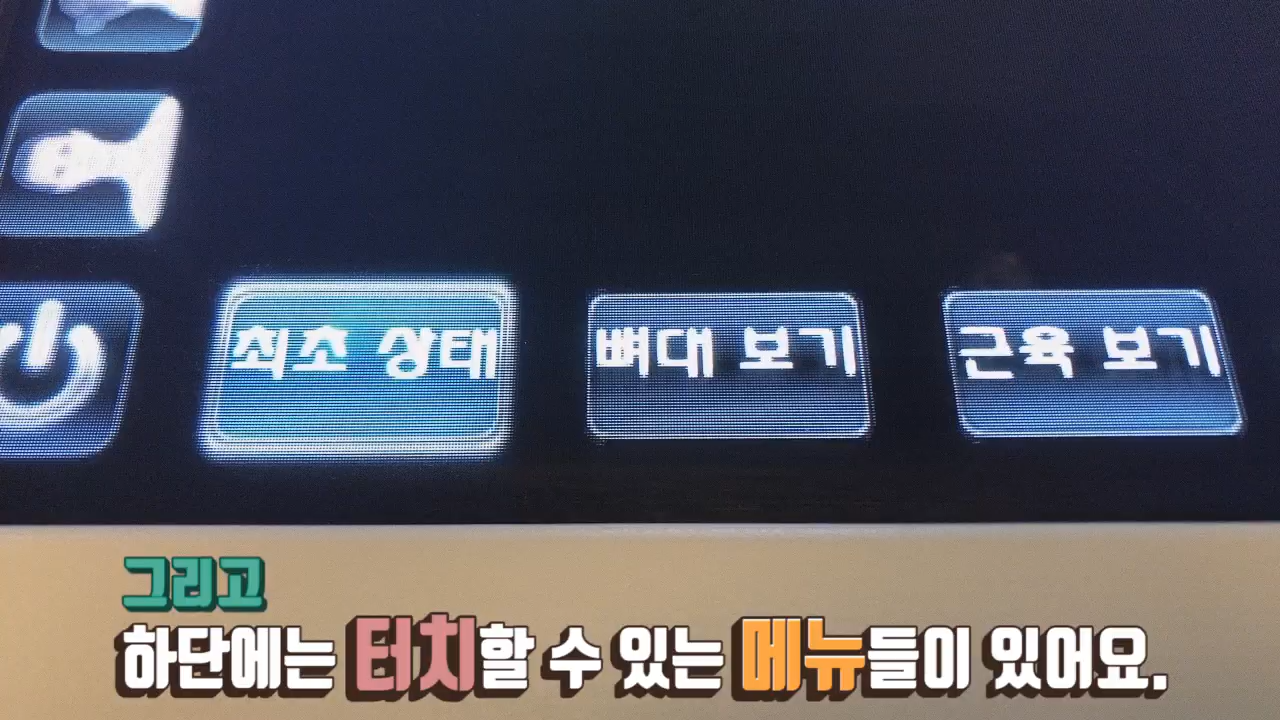 최소 상태
뼈대 보기
근육 보기
그리고
하단에는 터치할 수 있는 메뉴들이 있어요.